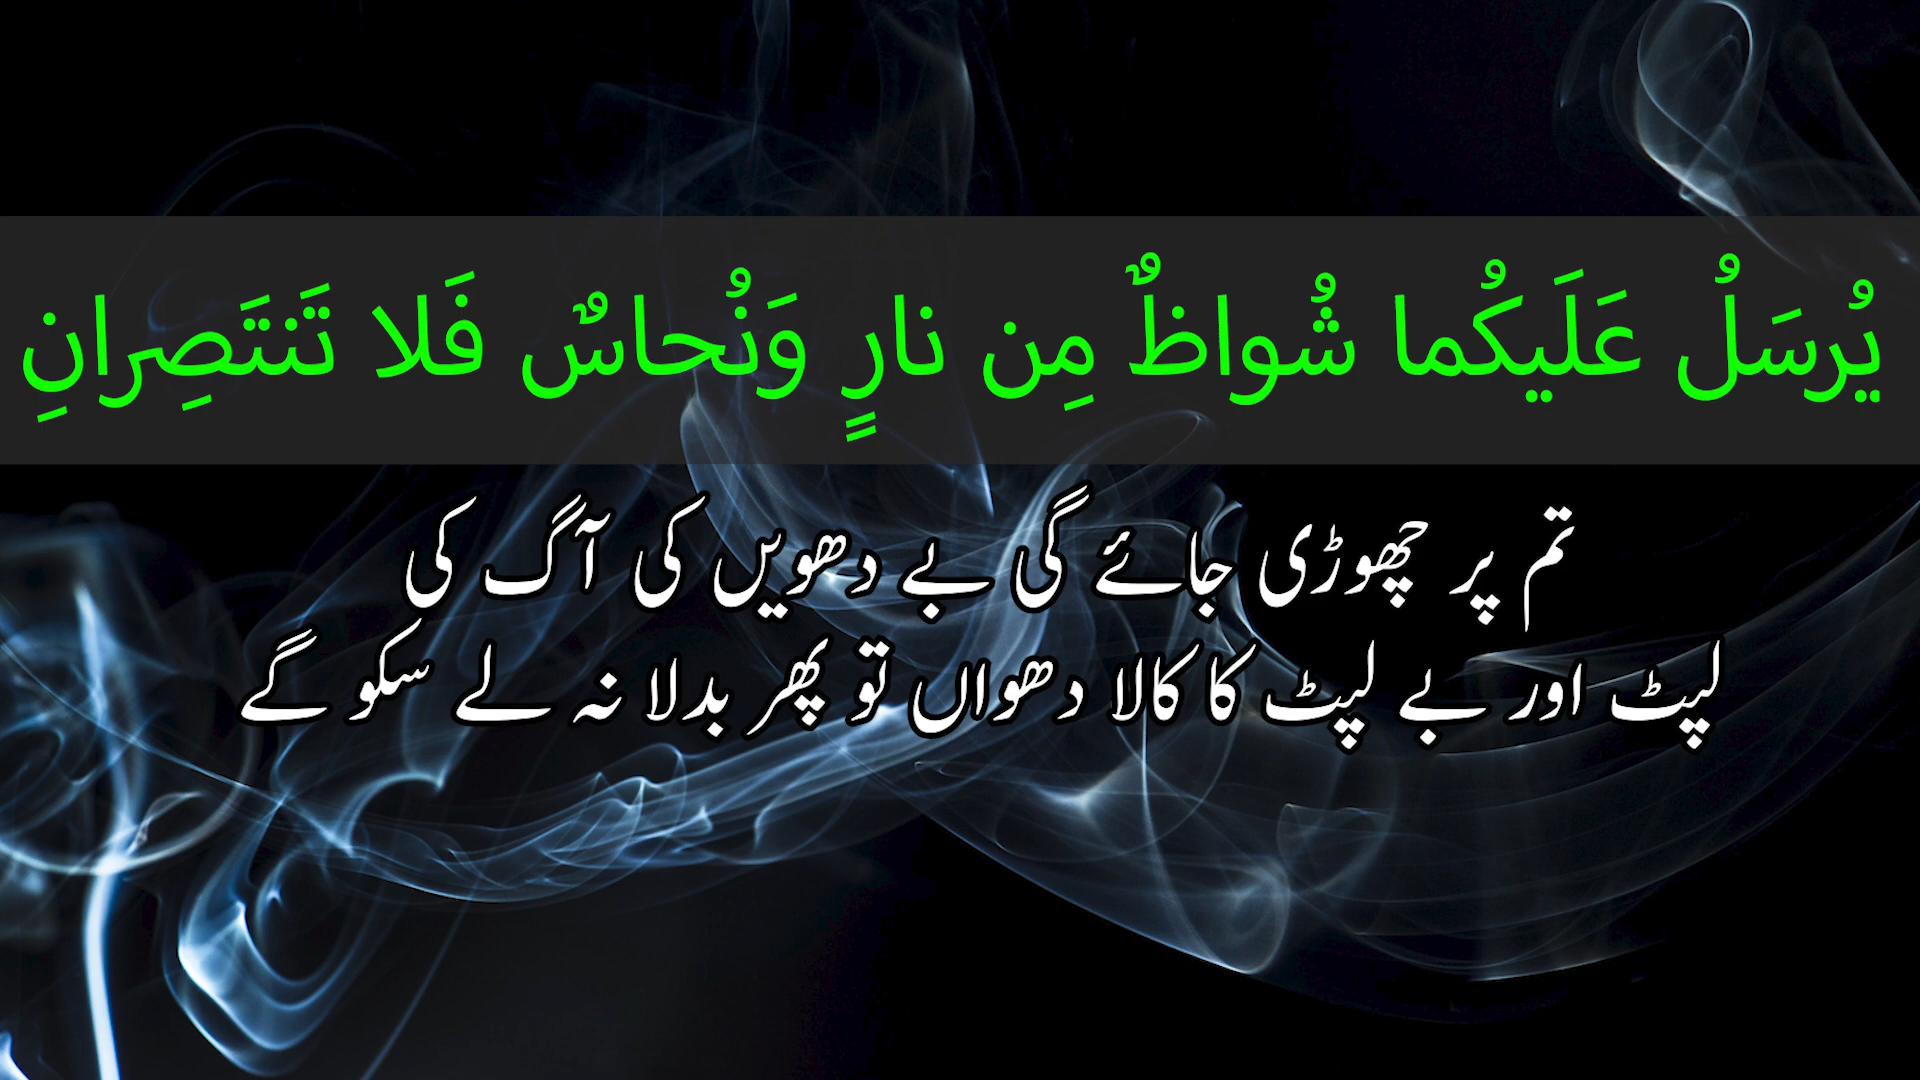 يُرسَلُ عَلَيكُما شُواظٌ مِن نارٍ وَنُحاسٌ فَلا تَنتَصِرانِ
تم پر چھوڑی جائے گی بے دھویں کی آگ کی
لپٹ اور بے لپٹ کا کالا دھواں تو پھر بدلا نہ لے سکو گے